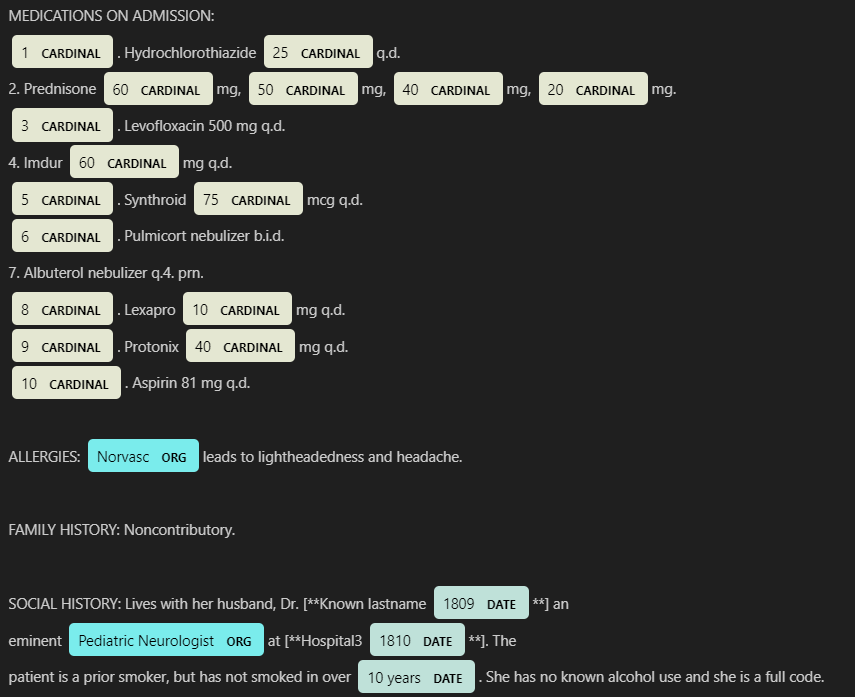 MEDICATIONS ON ADMISSION:
1 CARDINAL . Hydrochlorothiazide 25 CARDINAL q.d.
2. Prednisone 60 CARDINAL mg, 50 CARDINAL mg, 40 CARDINAL mg, 20 CARDINAL mg.
3 CARDINAL . Levofloxacin 500 mg q.d.
4. Imdur 60 CARDINAL mg q.d.
5 CARDINAL . Synthroid 75 CARDINAL mcg q.d.
6 CARDINAL . Pulmicort nebulizer b.i.d.
7. Albuterol nebulizer q.4. prn.
8 CARDINAL . Lexapro 10 CARDINAL mg q.d.
9 CARDINAL . Protonix 40 CARDINAL mg q.d.
10 CARDINAL . Aspirin 81 mg q.d.
ALLERGIES: Norvasc ORG leads to lightheadedness and headache.
FAMILY HISTORY: Noncontributory.
SOCIAL HISTORY: Lives with her husband, Dr. [**Known lastname 1809 DATE **] an
eminent Pediatric Neurologist ORG at [**Hospital3 1810 DATE **]. The
patient is a prior smoker, but has not smoked in over 10 years DATE . She has no known alcohol use and she is a full code.